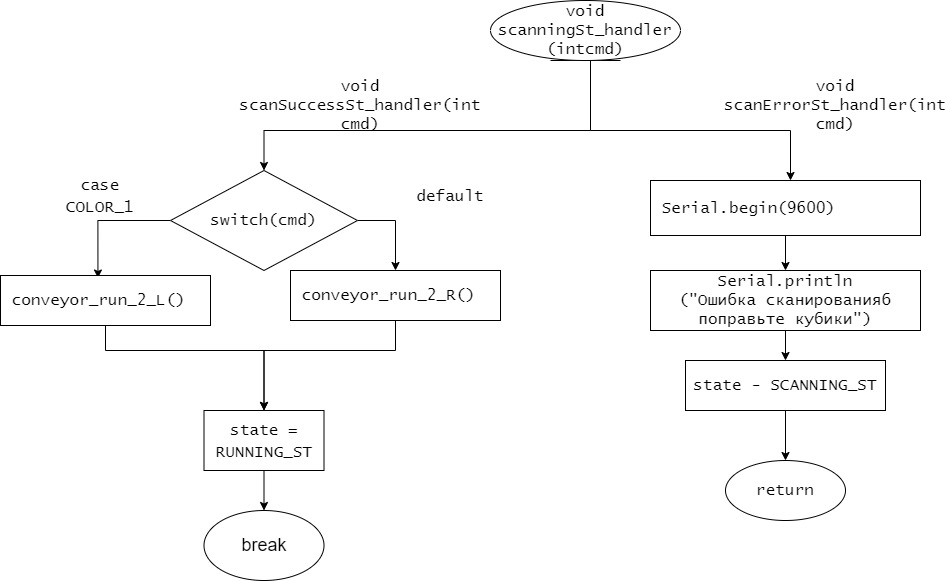 void
scanningSt_handler
(intcmd)
void
scanSuccessSt_handler(int
cmd)
void
scanErrorSt_handler(int
cmd)
case
COLOR_1
switch(cmd)
default
conveyor_run_2_L()
conveyor_run_2_R()
state =
RUNNING_ST
break
Serial.begin(9600)
Serial.println
("Ошибка сканированияб
поправьте кубики")
state - SCANNING_ST
return